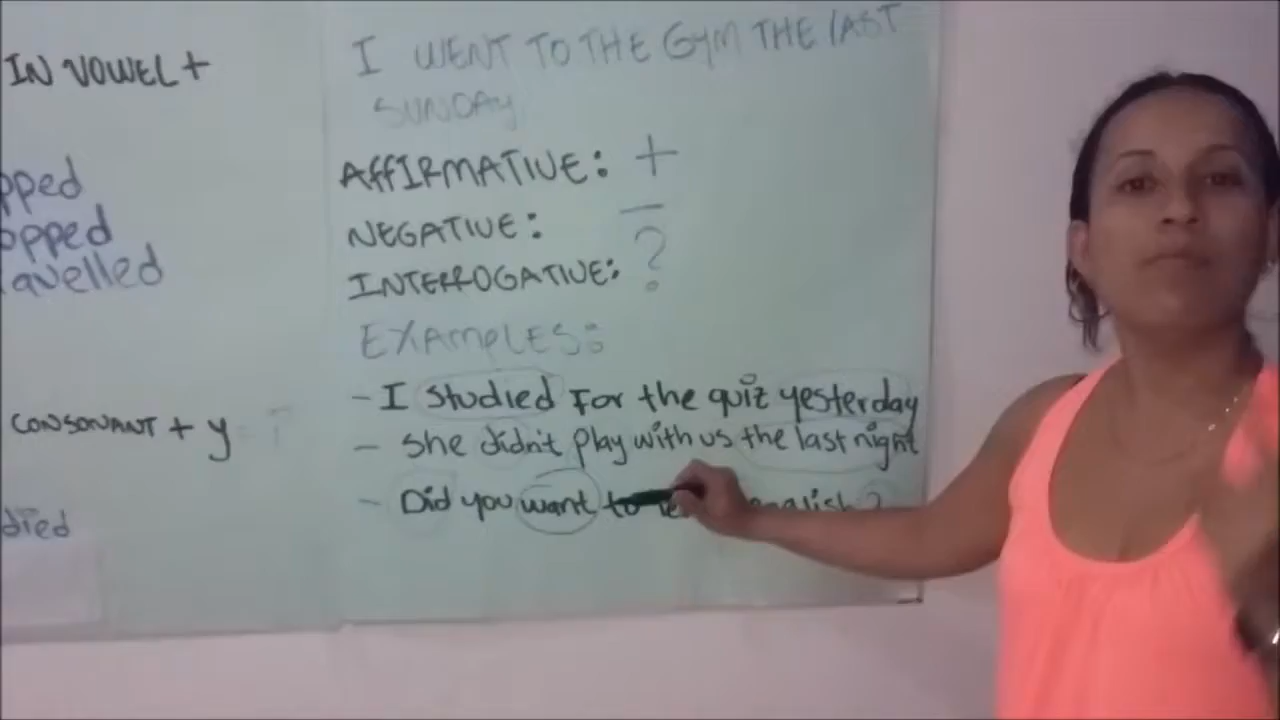 IN VOWEL +
pped
opped
avelled
CONSONANT + y
died
I WENT TO THE Gym THE LAST
SUNDAY
AFFIRMATIVE: +
NEGATIVE: -
INTERROGATIVE: ?
EXAMPLES:
- I studied For the quiz yesterday
- she didn't play with us the last night
- Did you want to english?